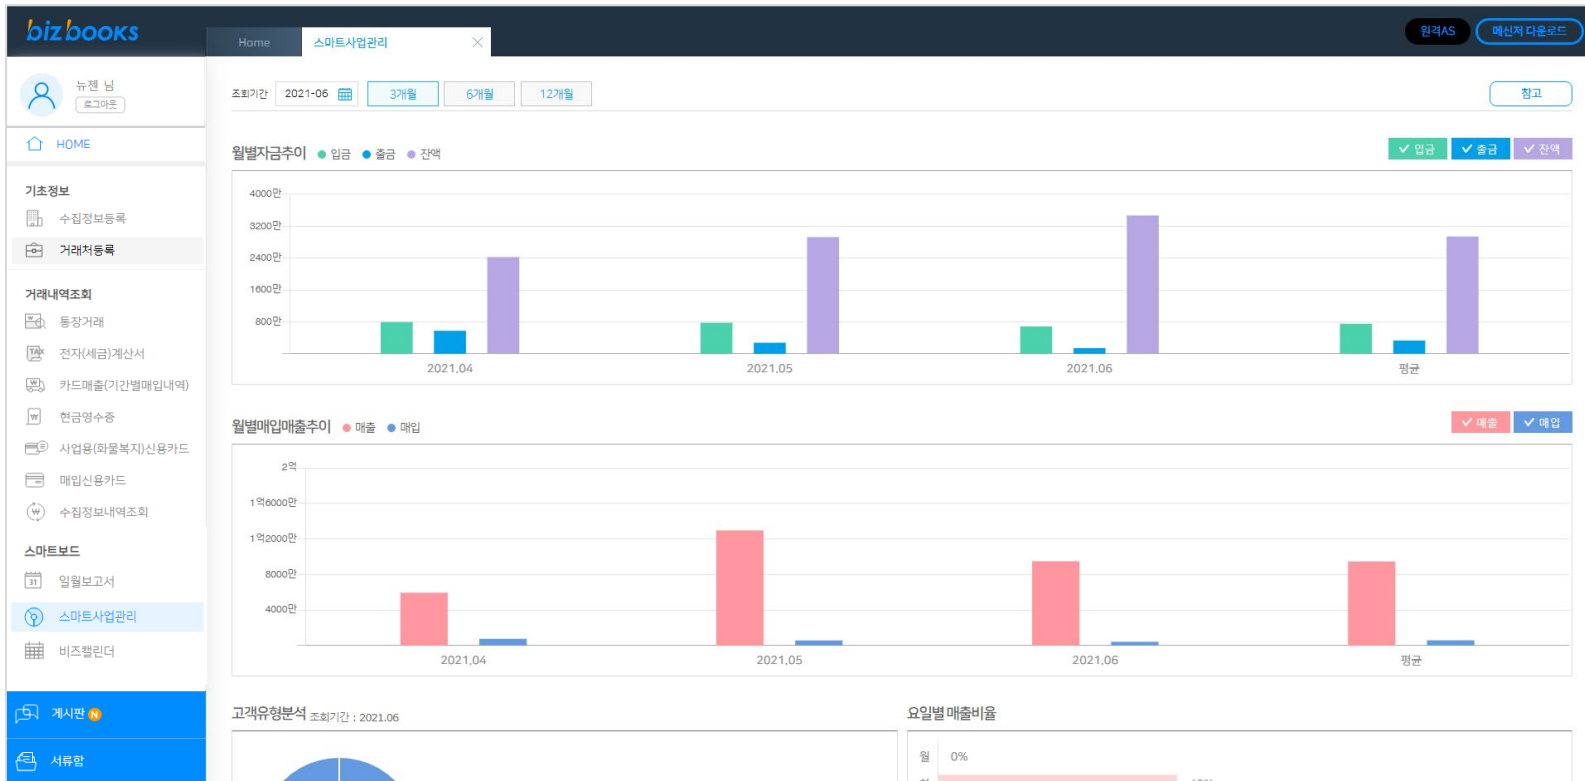 bizbooks
Home 스마트사업관리
원격AS 메신저 다운로드
뉴젠 님
로그아웃
HOME
기초정보
수집정보등록
거래처등록
거래내역조회
통장거래
전자(세금)계산서
카드매출(기간별매입내역)
현금영수증
사업용(화물복지)신용카드
매입신용카드
수집정보내역조회
스마트보드
31 일월보고서
스마트사업관리
비즈캘린더
게시판 N
서류함
조회기간 2021-06 3개월 6개월 12개월 참고
월별자금추이 입금 출금 잔액 입금 출금 잔액
4000만
3200만
2400만
1600만
800만
2021.04 2021.05 2021.06 평균
월별매입매출추이 매출 매입 매출 매입
2억
1억6000만
1억2000만
8000만
4000만
2021.04 2021.05 2021.06 평균
고객유형분석 조회기간 : 2021.06
요일별 매출비율
월 0%